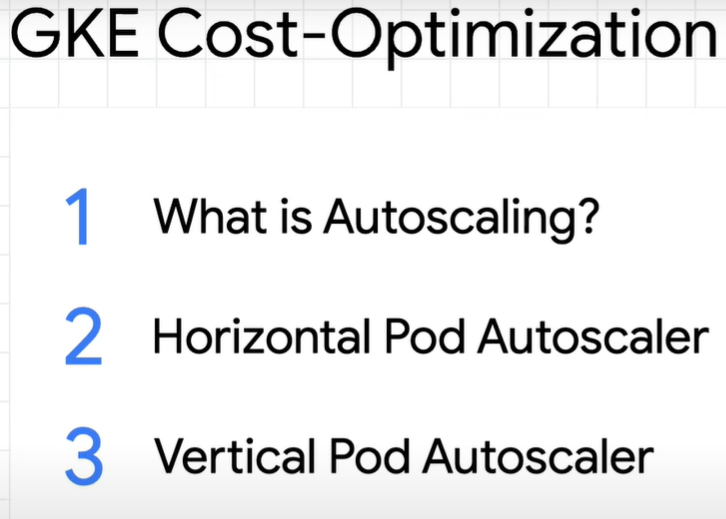 GKE Cost-Optimization
1 What is Autoscaling?
2 Horizontal Pod Autoscaler
3 Vertical Pod Autoscaler